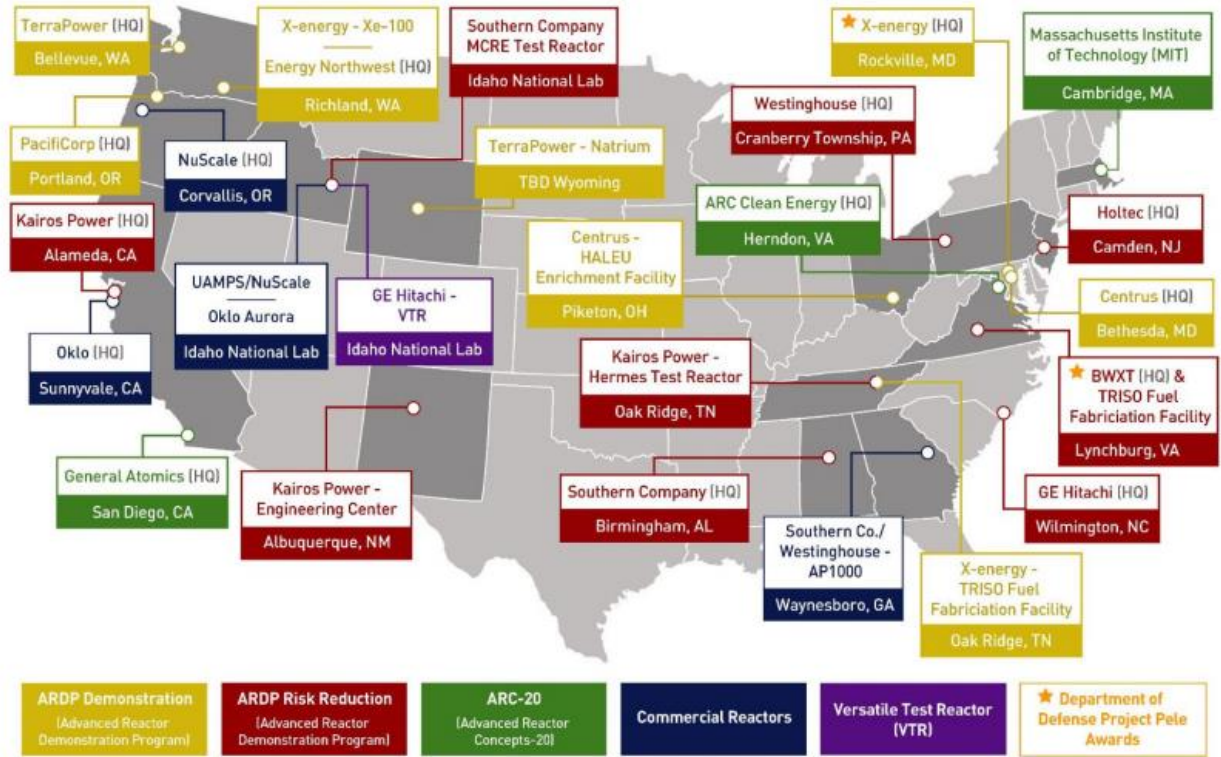 TerraPower (HQ)
Bellevue, WA
X-energy - Xe-100
Energy Northwest (HQ)
Richland, WA
Southern Company
MCRE Test Reactor
Idaho National Lab
★ X-energy (HQ)
Rockville, MD
Massachusetts Institute
of Technology (MIT)
Cambridge, MA
PacifiCorp (HQ)
Portland, OR
NuScale (HQ)
Corvallis, OR
TerraPower - Natrium
TBD Wyoming
Westinghouse (HQ)
Cranberry Township, PA
ARC Clean Energy (HQ)
Herndon, VA
Holtec (HQ)
Camden, NJ
Kairos Power (HQ)
Alameda, CA
UAMPS/NuScale
Oklo Aurora
Idaho National Lab
GE Hitachi -
VTR
Idaho National Lab
Centrus -
HALEU
Enrichment Facility
Piketon, OH
Centrus (HQ)
Bethesda, MD
Oklo (HQ)
Sunnyvale, CA
Kairos Power -
Hermes Test Reactor
Oak Ridge, TN
★ BWXT (HQ) &
TRISO Fuel
Fabriciation Facility
Lynchburg, VA
General Atomics (HQ)
San Diego, CA
Kairos Power -
Engineering Center
Albuquerque, NM
Southern Company (HQ)
Birmingham, AL
Southern Co./
Westinghouse -
AP1000
Waynesboro, GA
GE Hitachi (HQ)
Wilmington, NC
X-energy -
TRISO Fuel
Fabriciation Facility
Oak Ridge, TN
ARDP Demonstration
(Advanced Reactor
Demonstration Program)
ARDP Risk Reduction
(Advanced Reactor
Demonstration Program)
ARC-20
(Advanced Reactor
Concepts-20)
Commercial Reactors
Versatile Test Reactor
(VTR)
★ Department of
Defense Project Pele
Awards